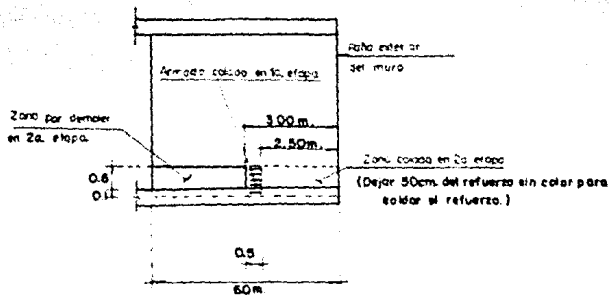 Paño exterior
del muro
Armado colado en 1a. etapa
3.00 m.
Zona por demoler
en 2a. etapa.
2.50m.
Zona colada en 2a. etapa
(Dejar 50cm. del refuerzo sin colar para
soldar el refuerzo.)
0.6
0.1
0.5
6.0 m.